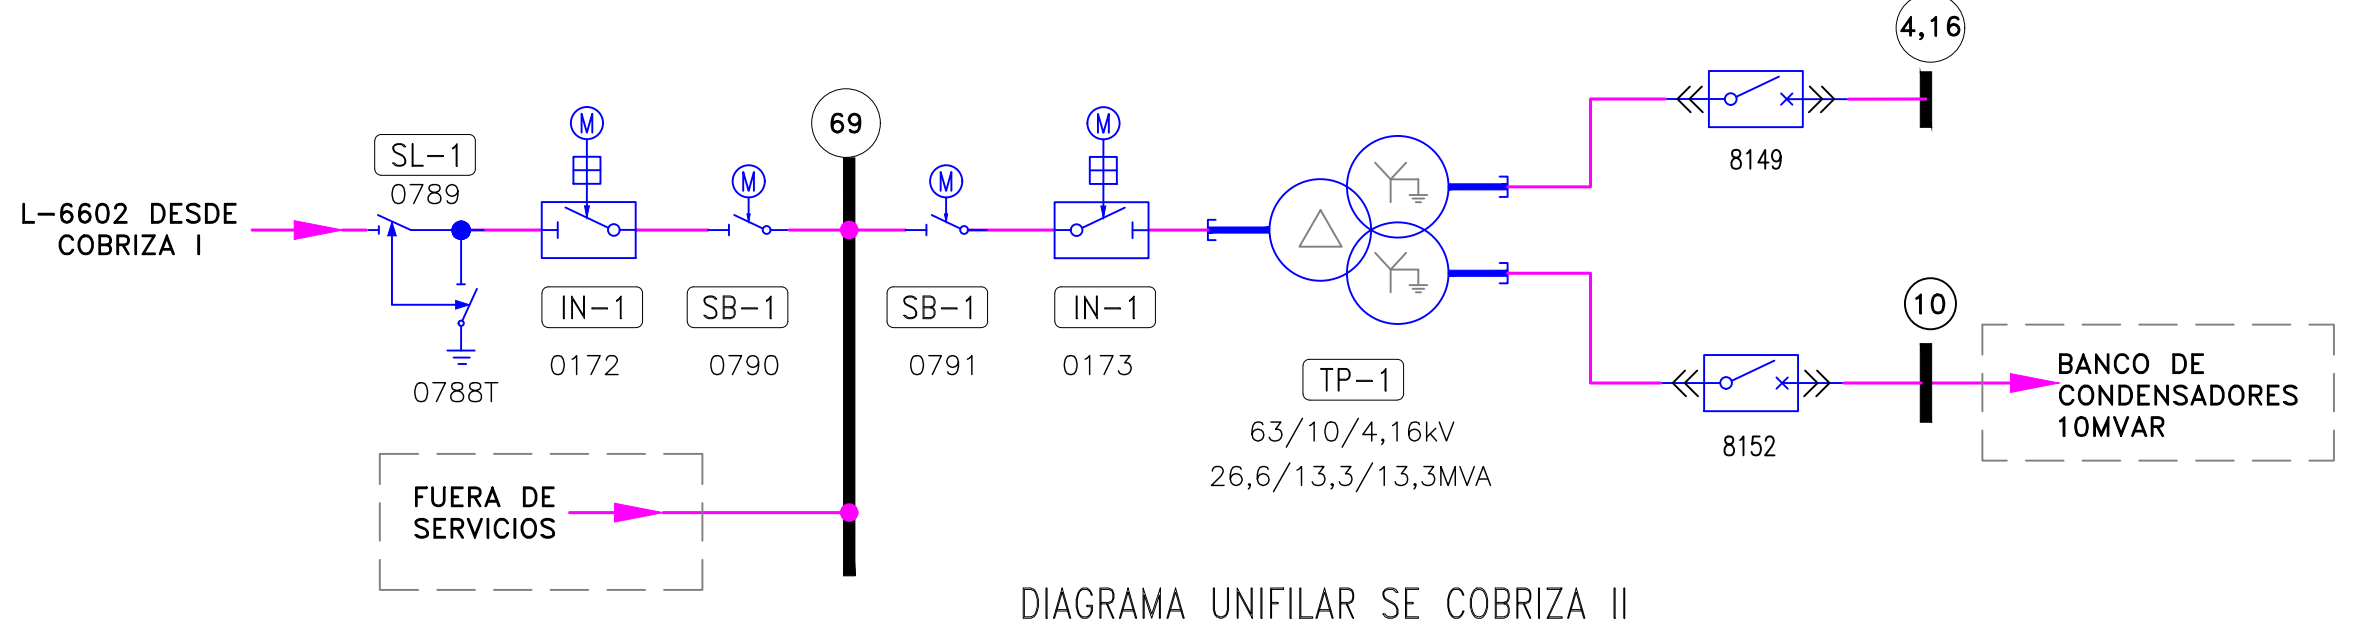 4,16
8149
M
M
69
SL-1
0789
M
M
L-6602 DESDE
COBRIZA I
IN-1
SB-1
SB-1
IN-1
10
0788T
0172
0790
0791
0173
TP-1
63/10/4,16kV
26,6/13,3/13,3MVA
8152
BANCO DE
CONDENSADORES
10MVAR
FUERA DE
SERVICIOS
DIAGRAMA UNIFILAR SE COBRIZA II